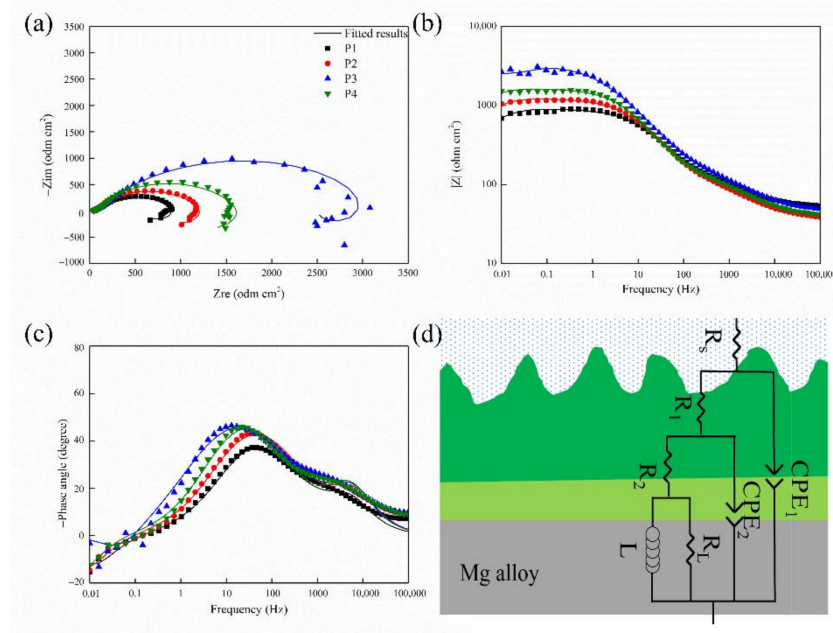 (a)
3500
3000
2500
2000
1500
1000
500
0
−500
−1000
−Zim (odm cm²)
0 500 1000 1500 2000 2500 3000 3500
Zre (odm cm²)
Fitted results
P1
P2
P3
P4
(b)
10,000
1000
100
10
|Z| (ohm cm²)
0.01 0.1 1 10 100 1000 10,000 100,00
Frequency (Hz)
(c)
80
60
40
20
0
−20
−Phase angle (degree)
0.01 0.1 1 10 100 1000 10,000 100,000
Frequency (Hz)
(d)
Rs
R1
CPE1
R2
CPE2
L
RL
Mg alloy